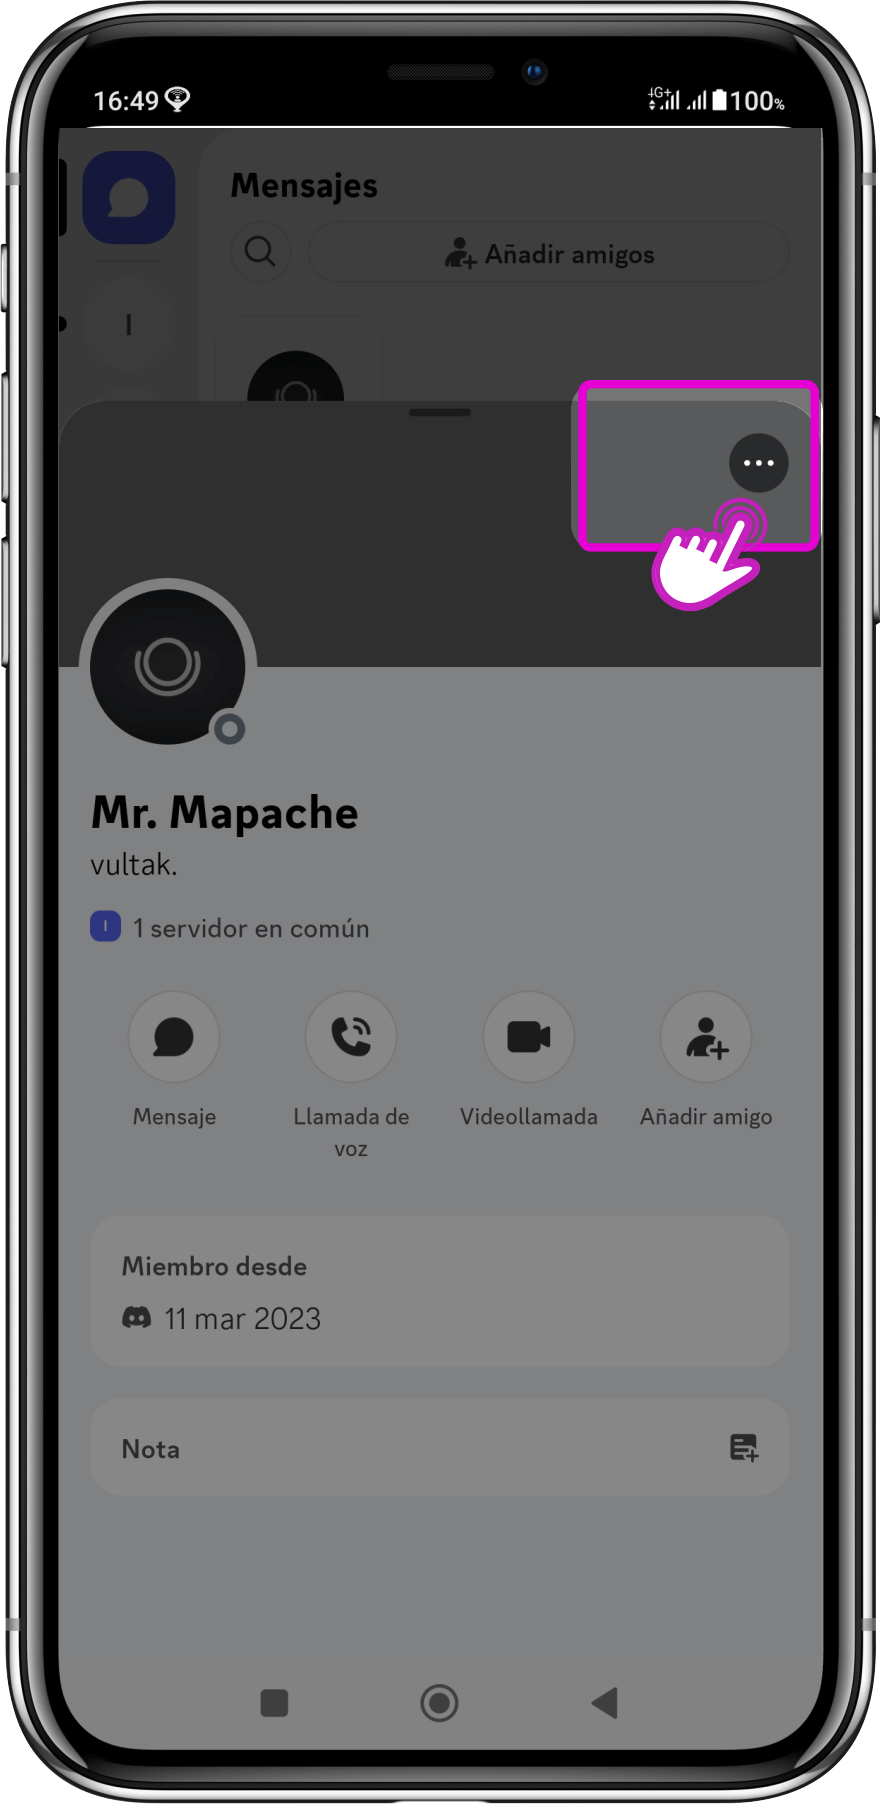 16:49 4G+ 100%
Mensajes
Añadir amigos
I
Mr. Mapache
vultak.
I 1 servidor en común
Mensaje Llamada de voz Videollamada Añadir amigo
Miembro desde
11 mar 2023
Nota